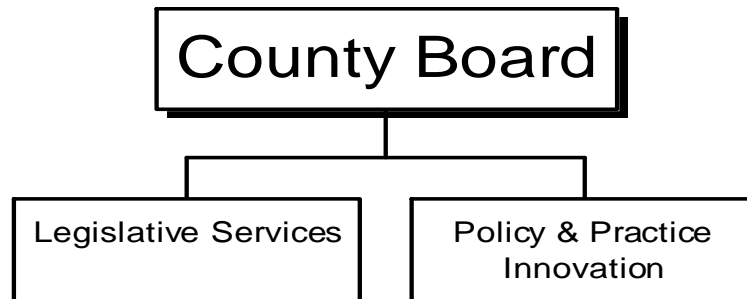 County Board
Legislative Services
Policy & Practice
Innovation